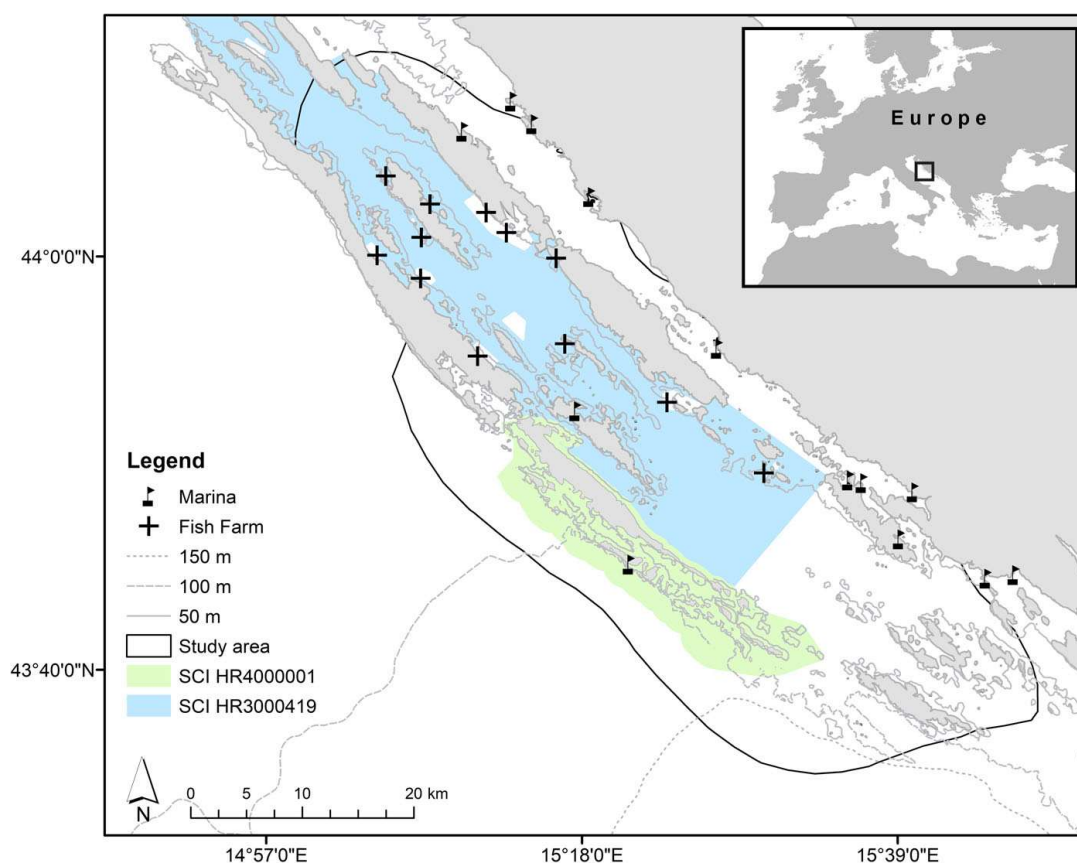 Europe
44°0'0"N
Legend
Marina
Fish Farm
150 m
100 m
50 m
Study area
SCI HR4000001
SCI HR3000419
43°40'0"N
N
0 5 10 20 km
14°57'0"E 15°18'0"E 15°39'0"E